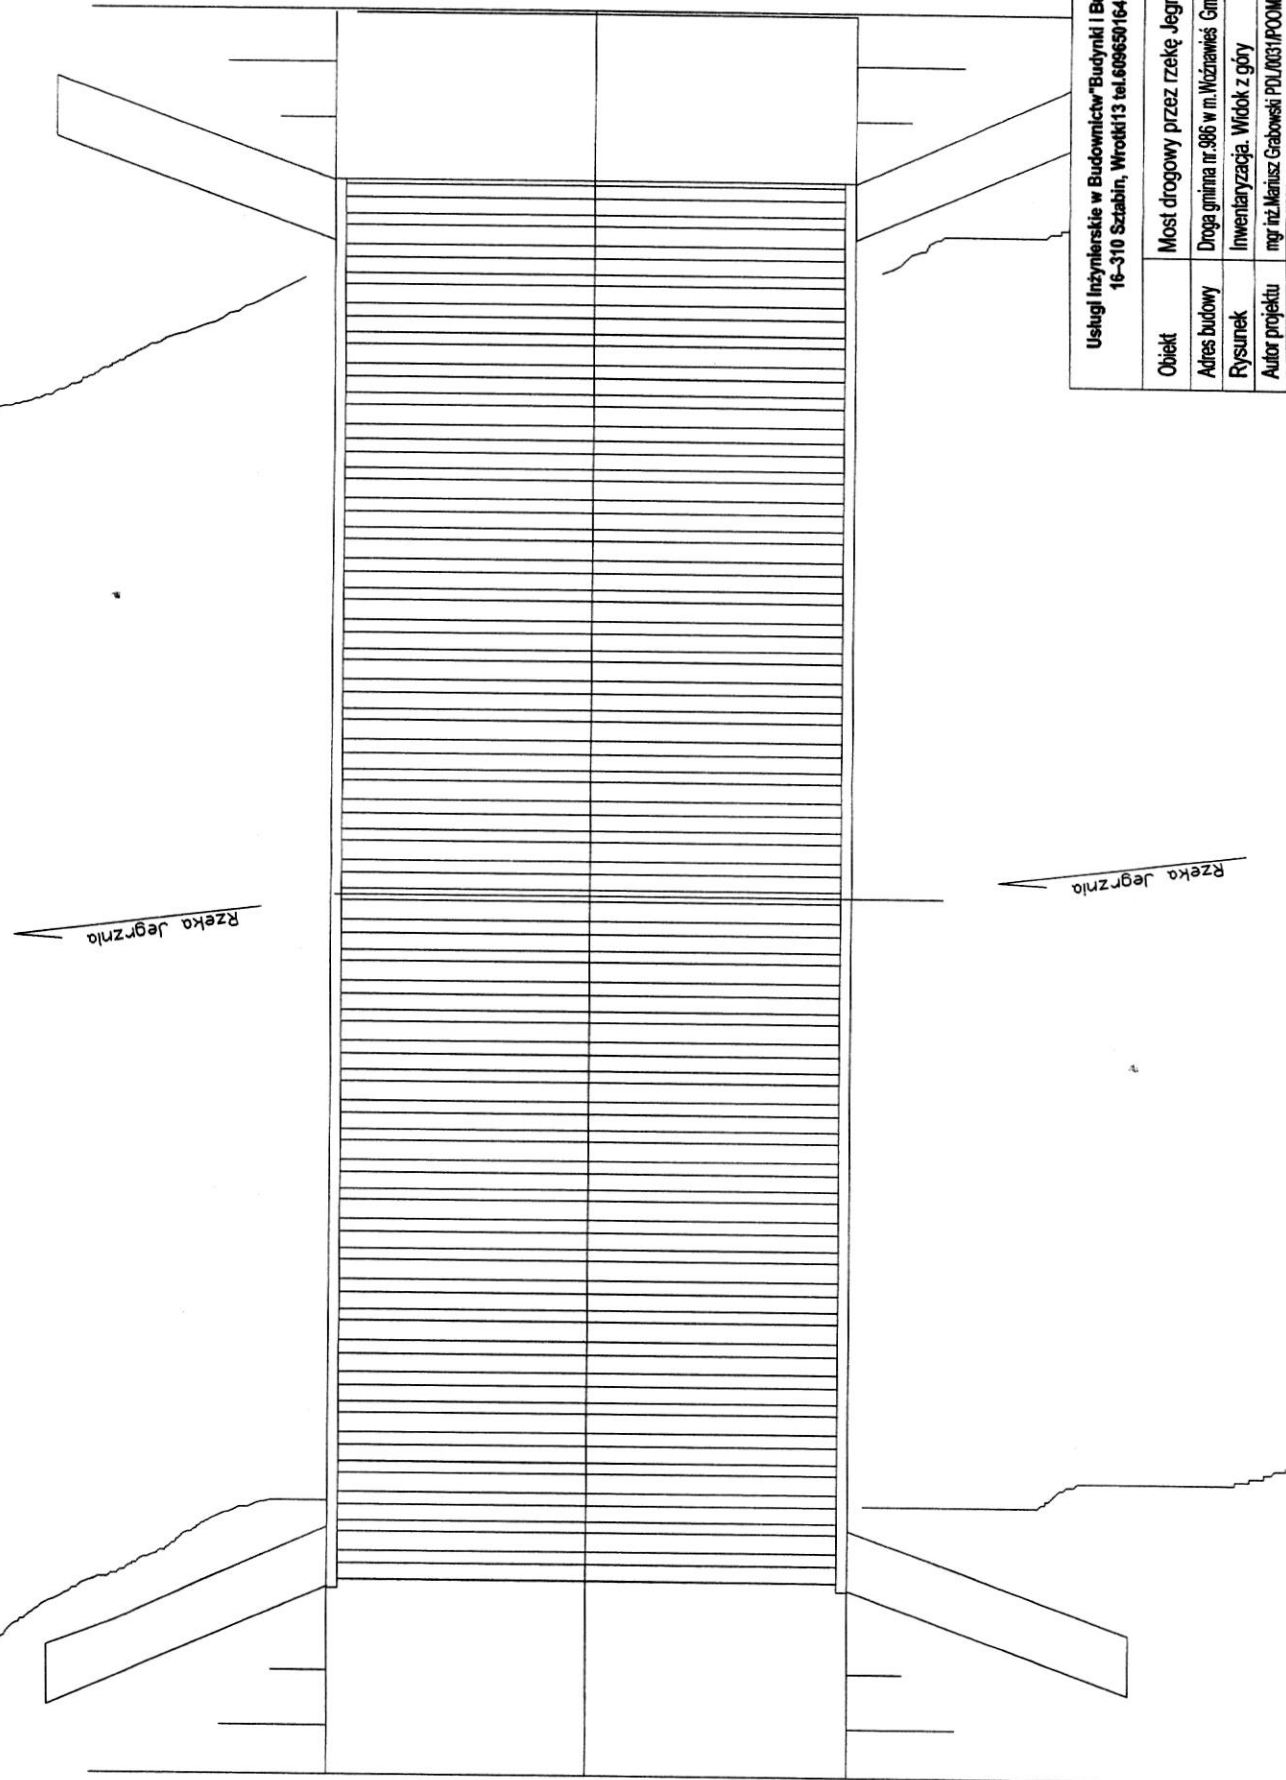 Usługi Inżynierskie w Budownictw"Budynki i
16-310 Sztabin, Wrotki13 tel.609650164
Obiekt Most drogowy przez rzekę Jegr
Adres budowy Droga gminna nr.986 w m.Woźnawieś Gm
Rysunek Inwentaryzacja. Widok z góry
Autor projektu mgr inż.Mariusz Grabowski PDL/0031/POOM
Rzeka Jegrznia
Rzeka Jegrznia